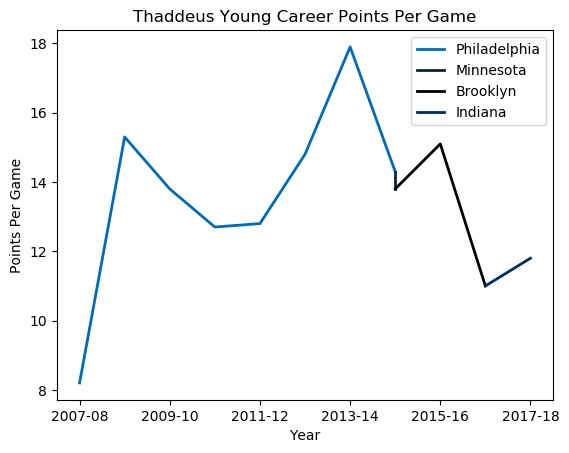 Thaddeus Young Career Points Per Game
Philadelphia
Minnesota
Brooklyn
Indiana
Points Per Game
18
16
14
12
10
8
2007-08 2009-10 2011-12 2013-14 2015-16 2017-18
Year